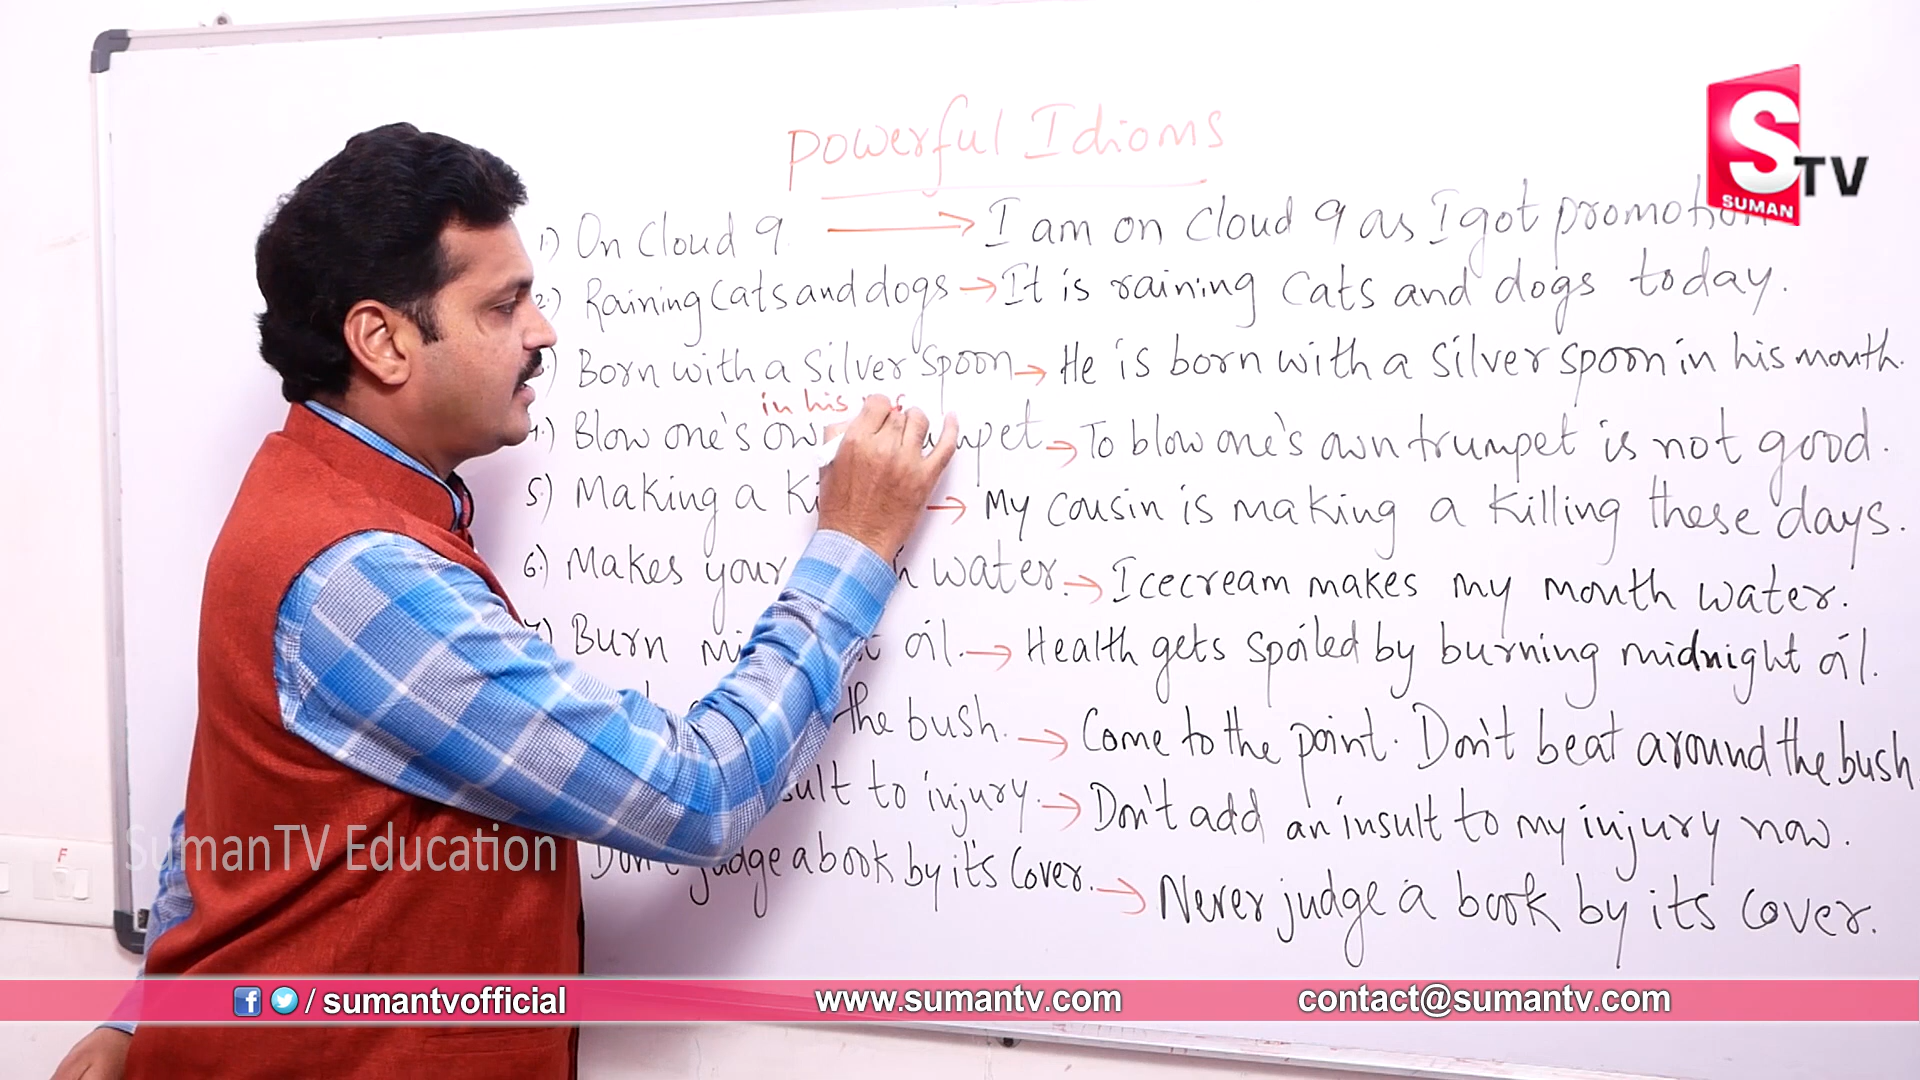 Powerful Idioms
S TV
SUMAN
1.) On Cloud 9 → I am on cloud 9 as I got promotion
2.) Raining cats and dogs → It is raining cats and dogs today.
.) Born with a silver spoon → He is born with a silver spoon in his mouth.
in his
4.) Blow one's → To blow one's own trumpet is not good.
5.) Making a → My cousin is making a killing these days.
6.) Makes your water. → Icecream makes my mouth water.
7.) Burn oil. → Health gets spoiled by burning midnight oil.
the bush. → Come to the point. Don't beat around the bush
to injury. → Don't add an insult to my injury now.
Don't judge a book by it's Cover. → Never judge a book by its cover.
SumanTV Education
F
f / sumantvofficial www.sumantv.com contact@sumantv.com